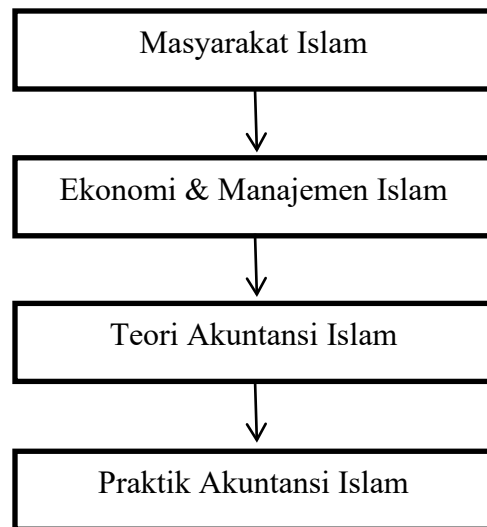 Masyarakat Islam
Ekonomi & Manajemen Islam
Teori Akuntansi Islam
Praktik Akuntansi Islam